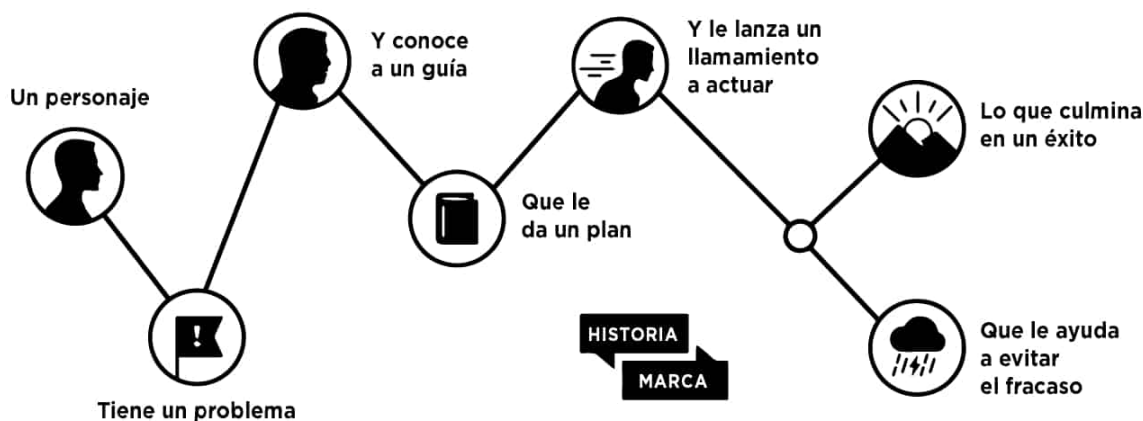 Un personaje
Tiene un problema
Y conoce
a un guía
Que le
da un plan
Y le lanza un
llamamiento
a actuar
Lo que culmina
en un éxito
Que le ayuda
a evitar
el fracaso
!
HISTORIA
MARCA